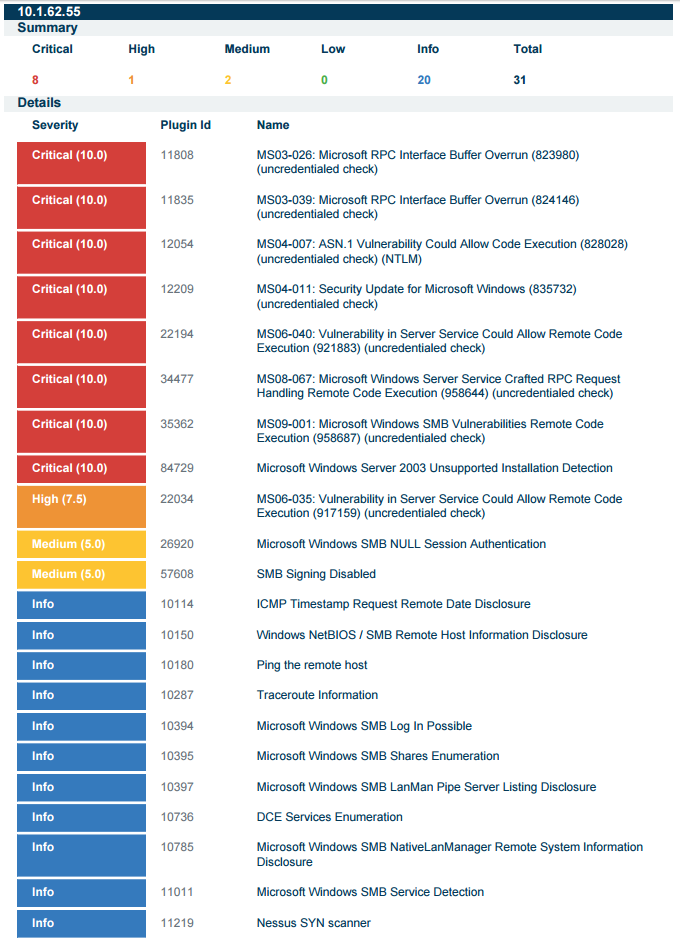 10.1.62.55
Summary
Critical High Medium Low Info Total
8 1 2 0 20 31
Details
Severity Plugin Id Name
Critical (10.0) 11808 MS03-026: Microsoft RPC Interface Buffer Overrun (823980)
(uncredentialed check)
Critical (10.0) 11835 MS03-039: Microsoft RPC Interface Buffer Overrun (824146)
(uncredentialed check)
Critical (10.0) 12054 MS04-007: ASN.1 Vulnerability Could Allow Code Execution (828028)
(uncredentialed check) (NTLM)
Critical (10.0) 12209 MS04-011: Security Update for Microsoft Windows (835732)
(uncredentialed check)
Critical (10.0) 22194 MS06-040: Vulnerability in Server Service Could Allow Remote Code
Execution (921883) (uncredentialed check)
Critical (10.0) 34477 MS08-067: Microsoft Windows Server Service Crafted RPC Request
Handling Remote Code Execution (958644) (uncredentialed check)
Critical (10.0) 35362 MS09-001: Microsoft Windows SMB Vulnerabilities Remote Code
Execution (958687) (uncredentialed check)
Critical (10.0) 84729 Microsoft Windows Server 2003 Unsupported Installation Detection
High (7.5) 22034 MS06-035: Vulnerability in Server Service Could Allow Remote Code
Execution (917159) (uncredentialed check)
Medium (5.0) 26920 Microsoft Windows SMB NULL Session Authentication
Medium (5.0) 57608 SMB Signing Disabled
Info 10114 ICMP Timestamp Request Remote Date Disclosure
Info 10150 Windows NetBIOS / SMB Remote Host Information Disclosure
Info 10180 Ping the remote host
Info 10287 Traceroute Information
Info 10394 Microsoft Windows SMB Log In Possible
Info 10395 Microsoft Windows SMB Shares Enumeration
Info 10397 Microsoft Windows SMB LanMan Pipe Server Listing Disclosure
Info 10736 DCE Services Enumeration
Info 10785 Microsoft Windows SMB NativeLanManager Remote System Information
Disclosure
Info 11011 Microsoft Windows SMB Service Detection
Info 11219 Nessus SYN scanner